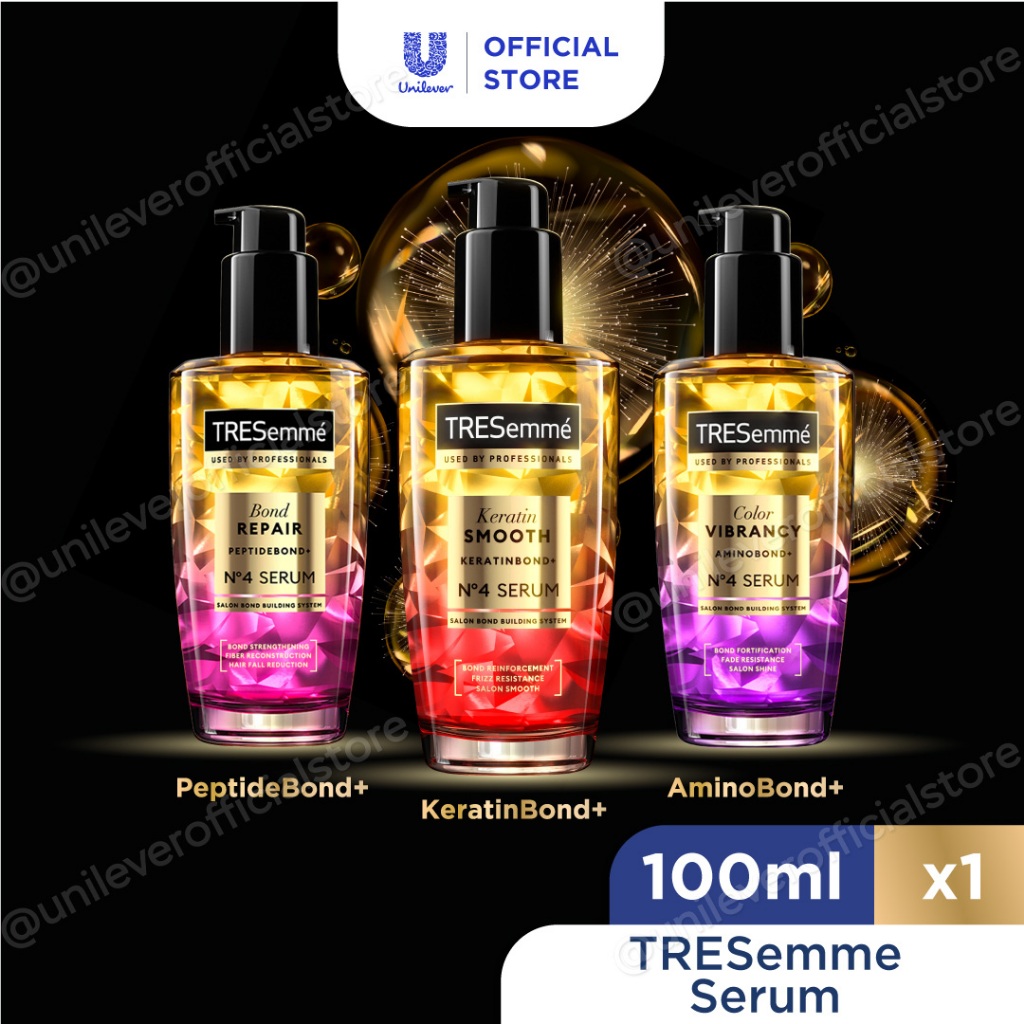 Unilever
OFFICIAL
STORE
@unileverofficialstore
@unileverofficialstore
@unileverofficialstore
@unileverofficialstore
@unileverofficialstore
@unileverofficialstore
TRESemmé
USED BY PROFESSIONALS
Bond
REPAIR
PEPTIDEBOND+
N°4 SERUM
SALON BOND BUILDING SYSTEM
BOND STRENGTHENING
FIBER RECONSTRUCTION
HAIR FALL REDUCTION
TRESemmé
USED BY PROFESSIONALS
Keratin
SMOOTH
KERATINBOND+
N°4 SERUM
SALON BOND BUILDING SYSTEM
BOND REINFORCEMENT
FRIZZ RESISTANCE
SALON SMOOTH
TRESemmé
USED BY PROFESSIONALS
Color
VIBRANCY
AMINOBOND+
N°4 SERUM
SALON BOND BUILDING SYSTEM
BOND FORTIFICATION
FADE RESISTANCE
SALON SHINE
PeptideBond+
KeratinBond+
AminoBond+
100ml
x1
TRESemme
Serum